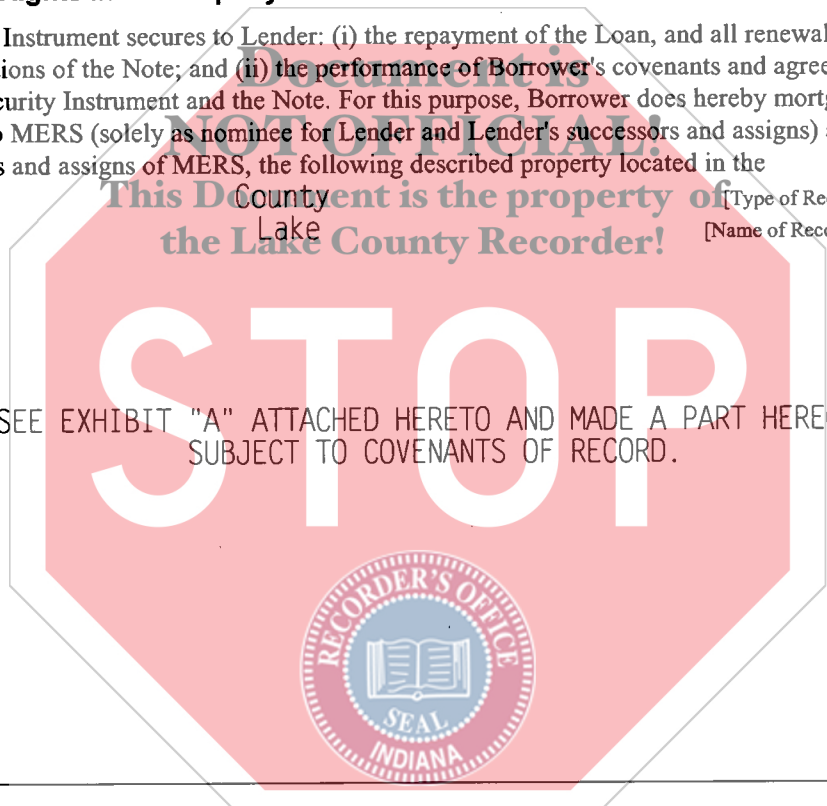 Instrument secures to Lender: (i) the repayment of the Loan, and all renewal
ions of the Note; and (ii) the performance of Borrower's covenants and agree
curity Instrument and the Note. For this purpose, Borrower does hereby mort
MERS (solely as nominee for Lender and Lender's successors and assigns)
s and assigns of MERS, the following described property located in the
County [Type of Re
Lake [Name of Reco
Document is
NOT OFFICIAL!
This Document is the property of
the Lake County Recorder!
STOP
SEE EXHIBIT "A" ATTACHED HERETO AND MADE A PART HERE
SUBJECT TO COVENANTS OF RECORD.
RECORDER'S OFFICE
SEAL
INDIANA